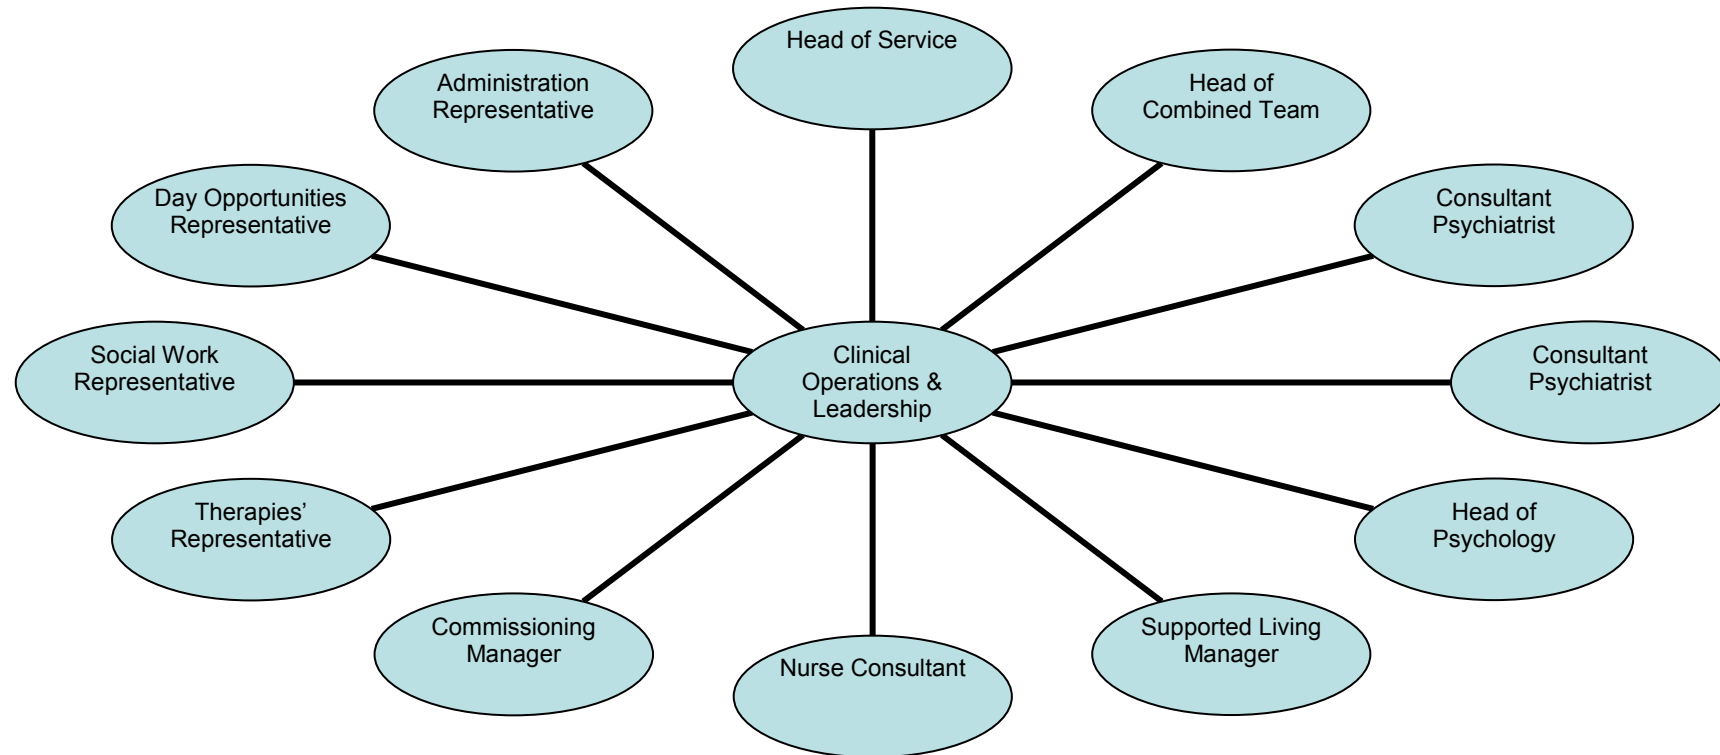 Head of Service
Administration
Representative
Head of
Combined Team
Day Opportunities
Representative
Consultant
Psychiatrist
Social Work
Representative
Clinical
Operations &
Leadership
Consultant
Psychiatrist
Therapies’
Representative
Head of
Psychology
Commissioning
Manager
Supported Living
Manager
Nurse Consultant